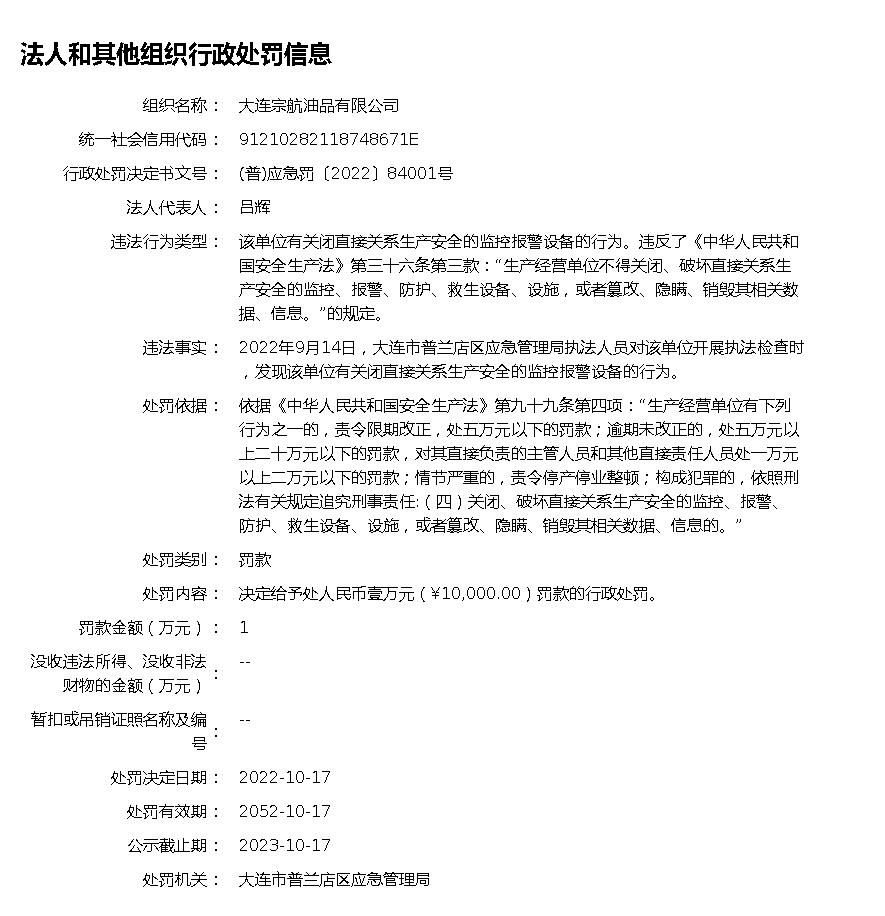 法人和其他组织行政处罚信息
组织名称： 大连宗航油品有限公司
统一社会信用代码： 91210282118748671E
行政处罚决定书文号： (普)应急罚〔2022〕84001号
法人代表人： 吕辉
违法行为类型： 该单位有关闭直接关系生产安全的监控报警设备的行为。违反了《中华人民共和
国安全生产法》第三十六条第三款：“生产经营单位不得关闭、破坏直接关系生
产安全的监控、报警、防护、救生设备、设施，或者篡改、隐瞒、销毁其相关数
据、信息。”的规定。
违法事实： 2022年9月14日，大连市普兰店区应急管理局执法人员对该单位开展执法检查时
，发现该单位有关闭直接关系生产安全的监控报警设备的行为。
处罚依据： 依据《中华人民共和国安全生产法》第九十九条第四项：“生产经营单位有下列
行为之一的，责令限期改正，处五万元以下的罚款；逾期未改正的，处五万元以
上二十万元以下的罚款，对其直接负责的主管人员和其他直接责任人员处一万元
以上二万元以下的罚款；情节严重的，责令停产停业整顿；构成犯罪的，依照刑
法有关规定追究刑事责任:（四）关闭、破坏直接关系生产安全的监控、报警、
防护、救生设备、设施，或者篡改、隐瞒、销毁其相关数据、信息的。”
处罚类别： 罚款
处罚内容： 决定给予处人民币壹万元（¥10,000.00）罚款的行政处罚。
罚款金额（万元）： 1
没收违法所得、没收非法
财物的金额（万元）： --
暂扣或吊销证照名称及编
号： --
处罚决定日期： 2022-10-17
处罚有效期： 2052-10-17
公示截止期： 2023-10-17
处罚机关： 大连市普兰店区应急管理局